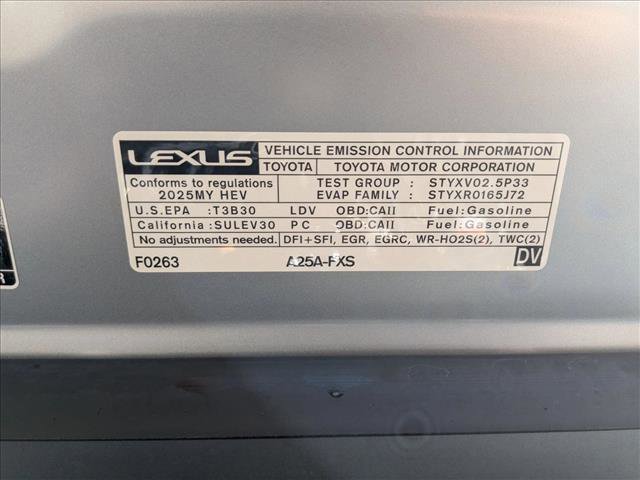 LEXUS VEHICLE EMISSION CONTROL INFORMATION
TOYOTA TOYOTA MOTOR CORPORATION
Conforms to regulations TEST GROUP : STYXV02.5P33
2025MY HEV EVAP FAMILY : STYXR0165J72
U.S.EPA :T3B30 LDV OBD:CAII Fuel:Gasoline
California :SULEV30 PC OBD:CAII Fuel:Gasoline
No adjustments needed. DFI+SFI, EGR, EGRC, WR-HO2S(2), TWC(2)
F0263 A25A-FXS DV
R